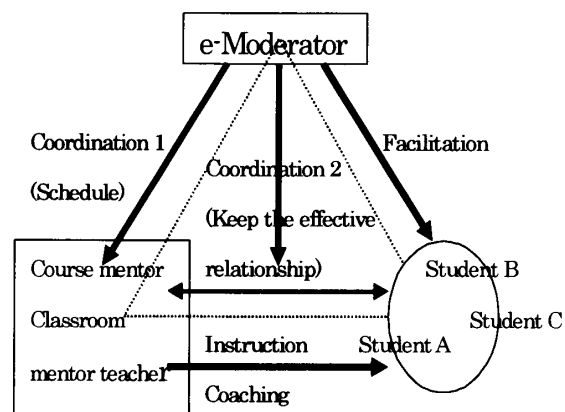 e-Moderator
Coordination 1
(Schedule)
Coordination 2
(Keep the effective
relationship)
Facilitation
Course mentor
Classroom
mentor teacher
Instruction
Coaching
Student B
Student C
Student A